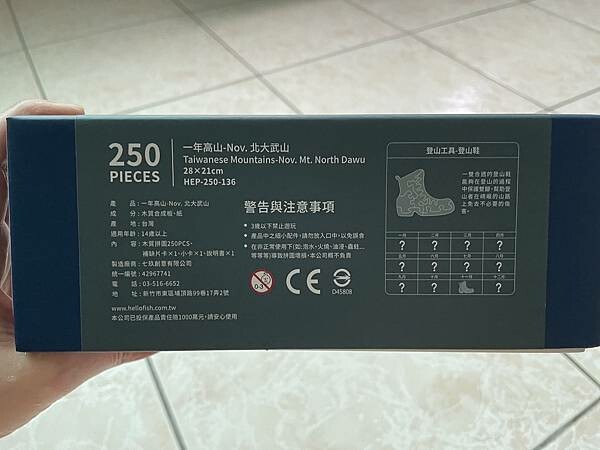 250
PIECES
一年高山-Nov. 北大武山
Taiwanese Mountains-Nov. Mt. North Dawu
28×21cm
HEP-250-136
產　品：一年高山-Nov. 北大武山
成　分：木質合成板、紙
產　地：台灣
適用年齡：14歲以上
內　容：木質拼圖250PCS、
補缺片卡×1、小卡×1、說明書×1
製造廠商：七玖創意有限公司
統一編號：42967741
電　話：03-516-6652
地　址：新竹市東區埔頂路99巷17弄2號
www.hellofish.com.tw
本公司已投保產品責任險1000萬元，請安心使用
警告與注意事項
• 3歲以下禁止遊玩
• 產品中之細小配件，請勿放入口中，以免誤食
• 在非正常使用下(如:泡水、火燒、油浸、蟲蛀...
等等等)導致拼圖壞損，本公司概不負責
0-3
D45808
登山工具-登山鞋
一雙合適的登山鞋
能夠在登山的過程
中保護雙腳，幫助登
山者在崎嶇的山路
上免去不必要的傷
害。
一月 二月 三月 四月
? ? ? ?
五月 六月 七月 八月
? ? ? ?
九月 十月 十一月 十二月
? ? ?